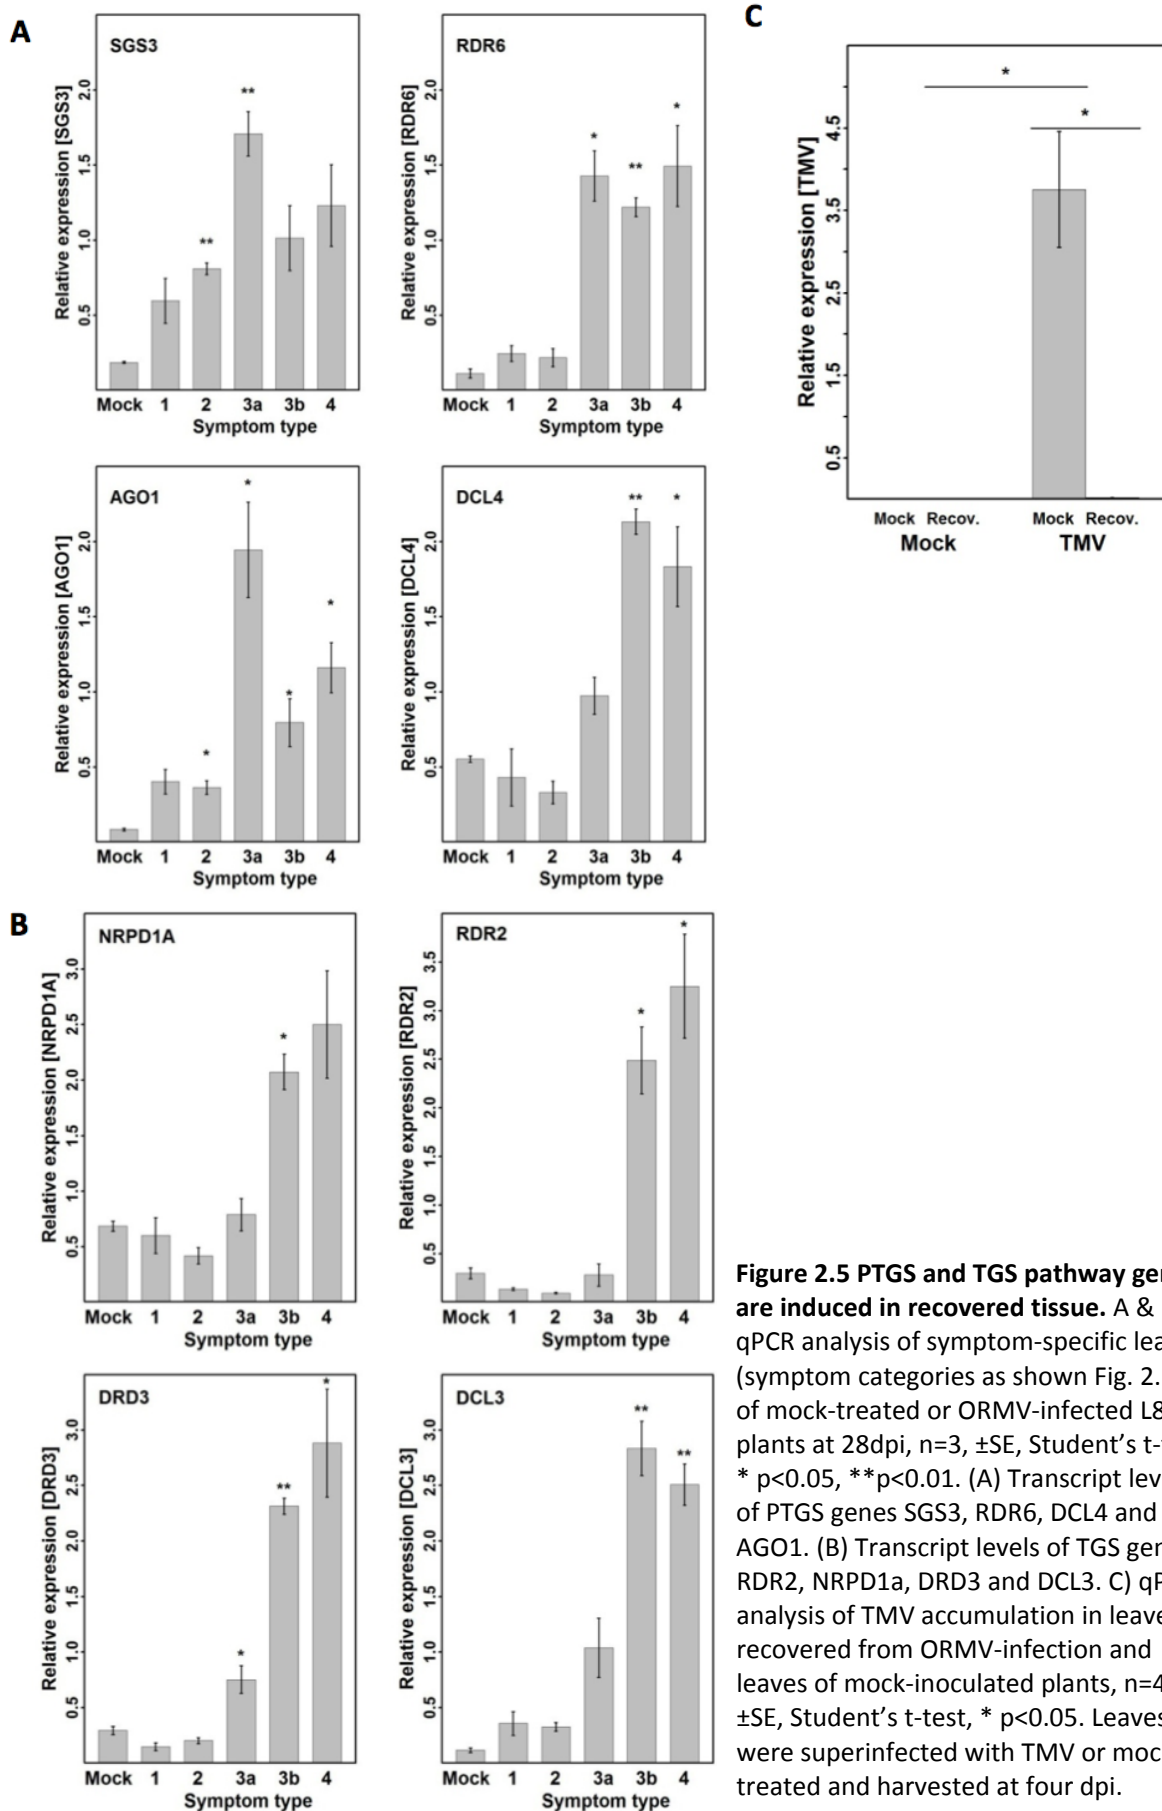 A
SGS3
**
**
Relative expression [SGS3]
2.0
1.5
1.0
0.5
Mock 1 2 3a 3b 4
Symptom type
RDR6
*
**
*
Relative expression [RDR6]
2.0
1.5
1.0
0.5
Mock 1 2 3a 3b 4
Symptom type
AGO1
*
*
*
*
Relative expression [AGO1]
2.0
1.5
1.0
0.5
Mock 1 2 3a 3b 4
Symptom type
DCL4
**
*
Relative expression [DCL4]
2.0
1.5
1.0
0.5
Mock 1 2 3a 3b 4
Symptom type
B
NRPD1A
*
Relative expression [NRPD1A]
3.0
2.5
2.0
1.5
1.0
0.5
Mock 1 2 3a 3b 4
Symptom type
RDR2
*
*
Relative expression [RDR2]
3.5
3.0
2.5
2.0
1.5
1.0
0.5
Mock 1 2 3a 3b 4
Symptom type
DRD3
*
**
*
Relative expression [DRD3]
3.0
2.5
2.0
1.5
1.0
0.5
Mock 1 2 3a 3b 4
Symptom type
DCL3
**
**
Relative expression [DCL3]
3.0
2.5
2.0
1.5
1.0
0.5
Mock 1 2 3a 3b 4
Symptom type
C
*
*
Relative expression [TMV]
4.5
3.5
2.5
1.5
0.5
Mock Recov. Mock Recov.
Mock TMV
Figure 2.5 PTGS and TGS pathway
are induced in recovered tissue. A &
qPCR analysis of symptom-specific
(symptom categories as shown Fig. 2.
of mock-treated or ORMV-infected L8
plants at 28dpi, n=3, ±SE, Student's
* p<0.05, **p<0.01. (A) Transcript
of PTGS genes SGS3, RDR6, DCL4 and
AGO1. (B) Transcript levels of TGS
RDR2, NRPD1a, DRD3 and DCL3. C)
analysis of TMV accumulation in
recovered from ORMV-infection and
leaves of mock-inoculated plants, n=4
±SE, Student's t-test, * p<0.05. Leaves
were superinfected with TMV or
treated and harvested at four dpi.